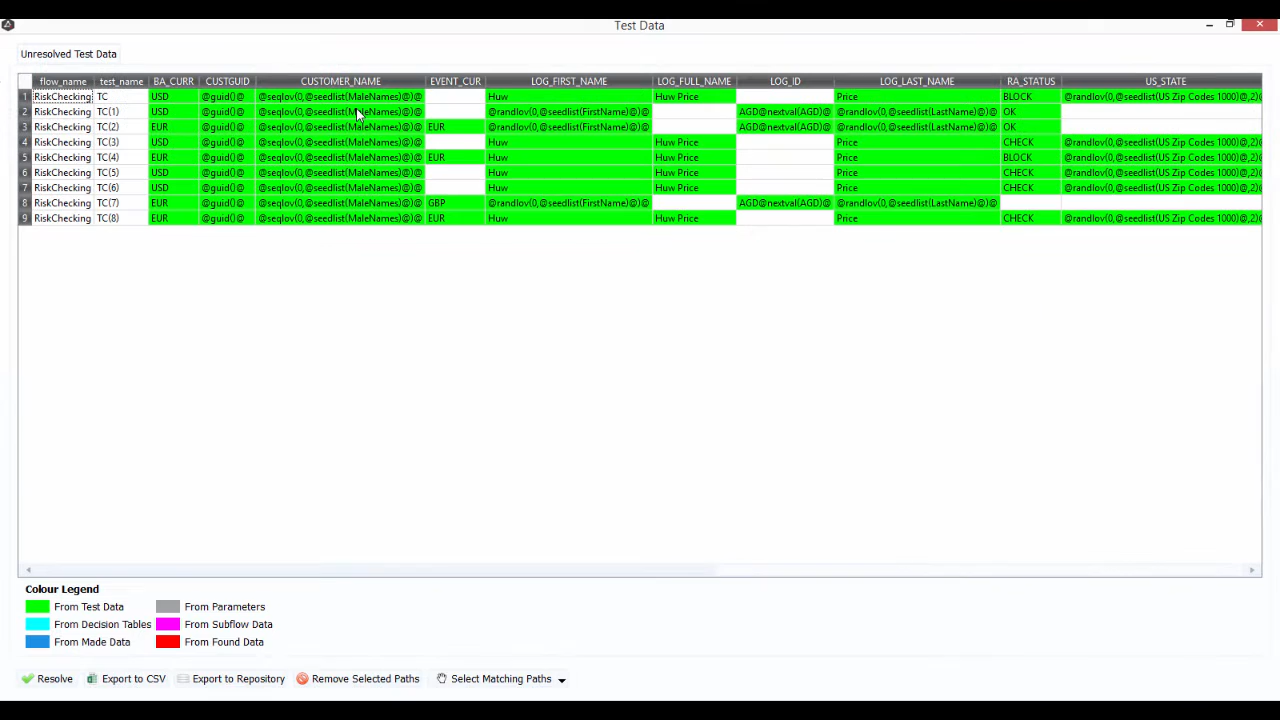 Test Data
Unresolved Test Data
flow_name test_name BA_CURR CUSTGUID CUSTOMER_NAME EVENT_CUR LOG_FIRST_NAME LOG_FULL_NAME LOG_ID LOG_LAST_NAME RA_STATUS US_STATE
1 RiskChecking TC USD @guid()@ @seqlov(0,@seedlist(MaleNames)@)@ Huw Huw Price Price BLOCK @randlov(0,@seedlist(US Zip Codes 1000)@,2)@
2 RiskChecking TC(1) USD @guid()@ @seqlov(0,@seedlist(MaleNames)@)@ @randlov(0,@seedlist(FirstName)@)@ AGD@nextval(AGD)@ @randlov(0,@seedlist(LastName)@)@ OK
3 RiskChecking TC(2) EUR @guid()@ @seqlov(0,@seedlist(MaleNames)@)@ EUR @randlov(0,@seedlist(FirstName)@)@ AGD@nextval(AGD)@ @randlov(0,@seedlist(LastName)@)@ OK
4 RiskChecking TC(3) USD @guid()@ @seqlov(0,@seedlist(MaleNames)@)@ Huw Huw Price Price CHECK @randlov(0,@seedlist(US Zip Codes 1000)@,2)@
5 RiskChecking TC(4) EUR @guid()@ @seqlov(0,@seedlist(MaleNames)@)@ EUR Huw Huw Price Price BLOCK @randlov(0,@seedlist(US Zip Codes 1000)@,2)@
6 RiskChecking TC(5) USD @guid()@ @seqlov(0,@seedlist(MaleNames)@)@ Huw Huw Price Price CHECK @randlov(0,@seedlist(US Zip Codes 1000)@,2)@
7 RiskChecking TC(6) USD @guid()@ @seqlov(0,@seedlist(MaleNames)@)@ Huw Huw Price Price CHECK @randlov(0,@seedlist(US Zip Codes 1000)@,2)@
8 RiskChecking TC(7) EUR @guid()@ @seqlov(0,@seedlist(MaleNames)@)@ GBP @randlov(0,@seedlist(FirstName)@)@ AGD@nextval(AGD)@ @randlov(0,@seedlist(LastName)@)@
9 RiskChecking TC(8) EUR @guid()@ @seqlov(0,@seedlist(MaleNames)@)@ EUR Huw Huw Price Price CHECK @randlov(0,@seedlist(US Zip Codes 1000)@,2)@
Colour Legend
From Test Data From Parameters
From Decision Tables From Subflow Data
From Made Data From Found Data
Resolve Export to CSV Export to Repository Remove Selected Paths Select Matching Paths